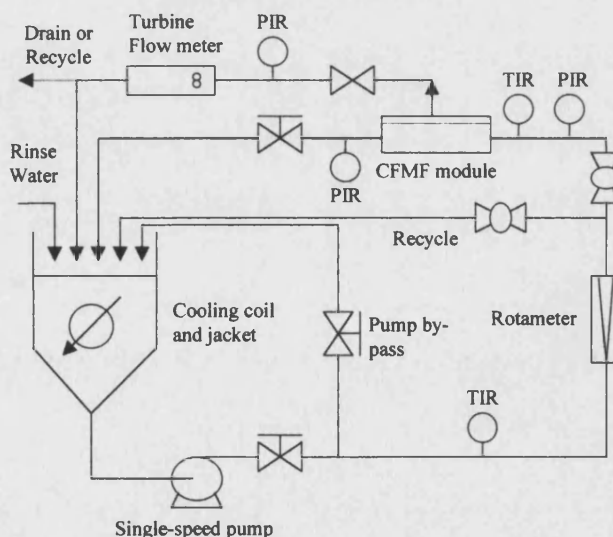 Turbine
Flow meter
PIR
Drain or
Recycle
8
TIR PIR
Rinse
Water
PIR
CFMF module
Recycle
Cooling coil
and jacket
Pump by-
pass
Rotameter
TIR
Single-speed pump